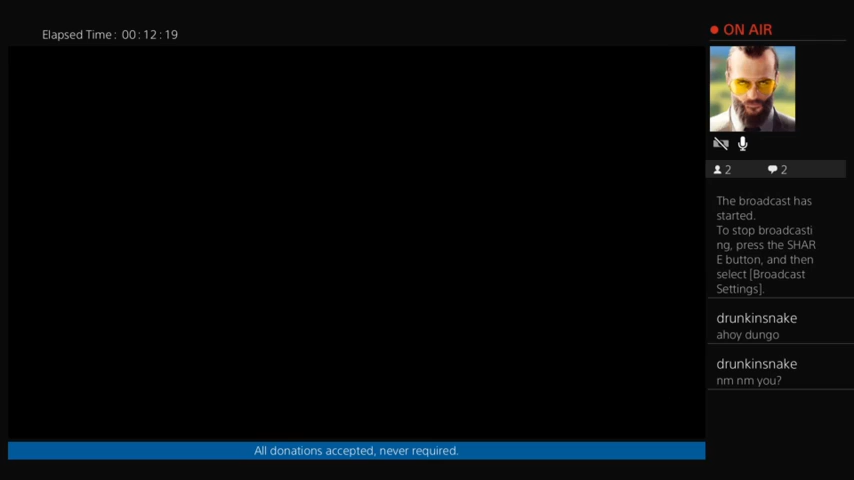 Elapsed Time : 00 : 12 : 19
ON AIR
2 2
The broadcast has
started.
To stop broadcasti
ng, press the SHAR
E button, and then
select [Broadcast
Settings].
drunkinsnake
ahoy dungo
drunkinsnake
nm nm you?
All donations accepted, never required.